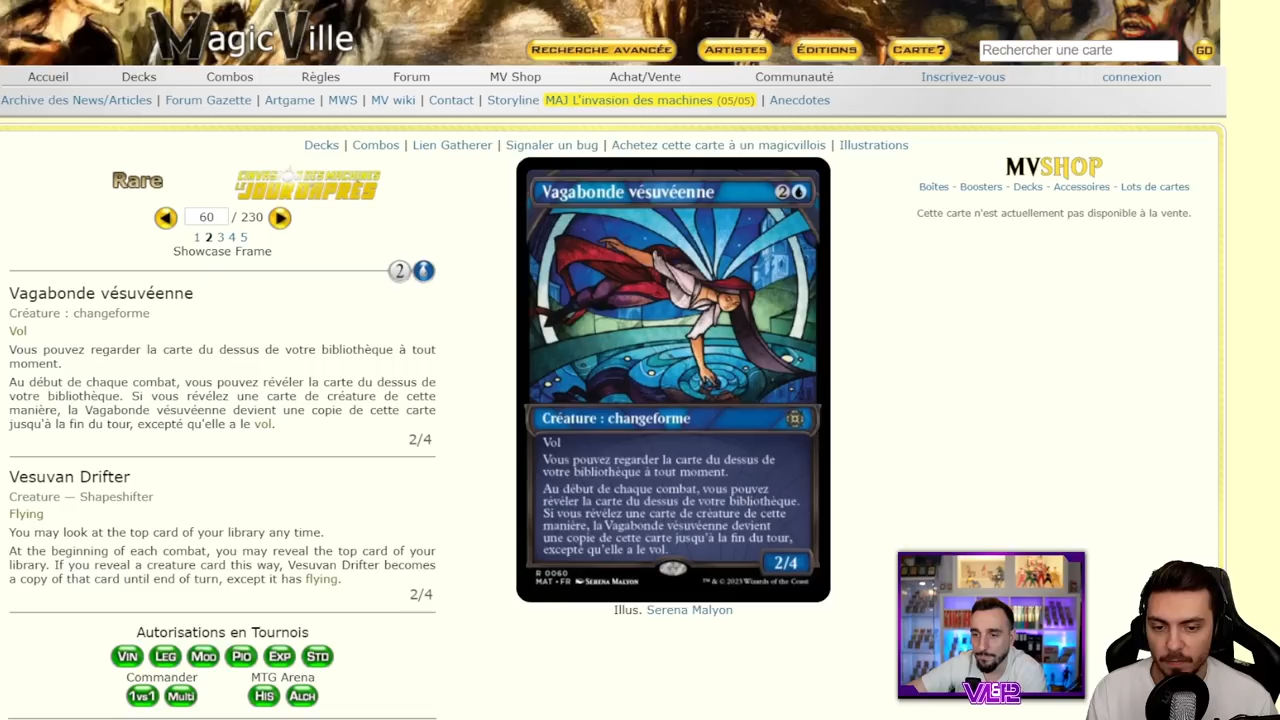 MagicVille
RECHERCHE AVANCÉE
ARTISTES
ÉDITIONS
CARTE?
Rechercher une carte
GO
Accueil Decks Combos Règles Forum MV Shop Achat/Vente Communauté Inscrivez-vous connexion
Archive des News/Articles | Forum Gazette | Artgame | MWS | MV wiki | Contact | Storyline MAJ L'invasion des machines (05/05) | Anecdotes
Decks | Combos | Lien Gatherer | Signaler un bug | Achetez cette carte à un magicvillois | Illustrations
Rare
60 / 230
1 2 3 4 5
Showcase Frame
2
Vagabonde vésuvéenne
Créature : changeforme
Vol
Vous pouvez regarder la carte du dessus de votre bibliothèque à tout
moment.
Au début de chaque combat, vous pouvez révéler la carte du dessus de
votre bibliothèque. Si vous révélez une carte de créature de cette
manière, la Vagabonde vésuvéenne devient une copie de cette carte
jusqu'à la fin du tour, excepté qu'elle a le vol.
2/4
Vesuvan Drifter
Creature — Shapeshifter
Flying
You may look at the top card of your library any time.
At the beginning of each combat, you may reveal the top card of your
library. If you reveal a creature card this way, Vesuvan Drifter becomes
a copy of that card until end of turn, except it has flying.
2/4
Autorisations en Tournois
VIN LEG MOD PIO EXP STD
Commander MTG Arena
1vs1 Multi HIS ALCH
Vagabonde vésuvéenne 2
Créature : changeforme
Vol
Vous pouvez regarder la carte du dessus de
votre bibliothèque à tout moment.
Au début de chaque combat, vous pouvez
révéler la carte du dessus de votre bibliothèque.
Si vous révélez une carte de créature de cette
manière, la Vagabonde vésuvéenne devient
une copie de cette carte jusqu'à la fin du tour,
excepté qu'elle a le vol.
2/4
R 0060
MAT • FR SERENA MALYON
™ & © 2023 Wizards of the Coast
Illus. Serena Malyon
MVSHOP
Boîtes - Boosters - Decks - Accessoires - Lots de cartes
Cette carte n'est actuellement pas disponible à la vente.